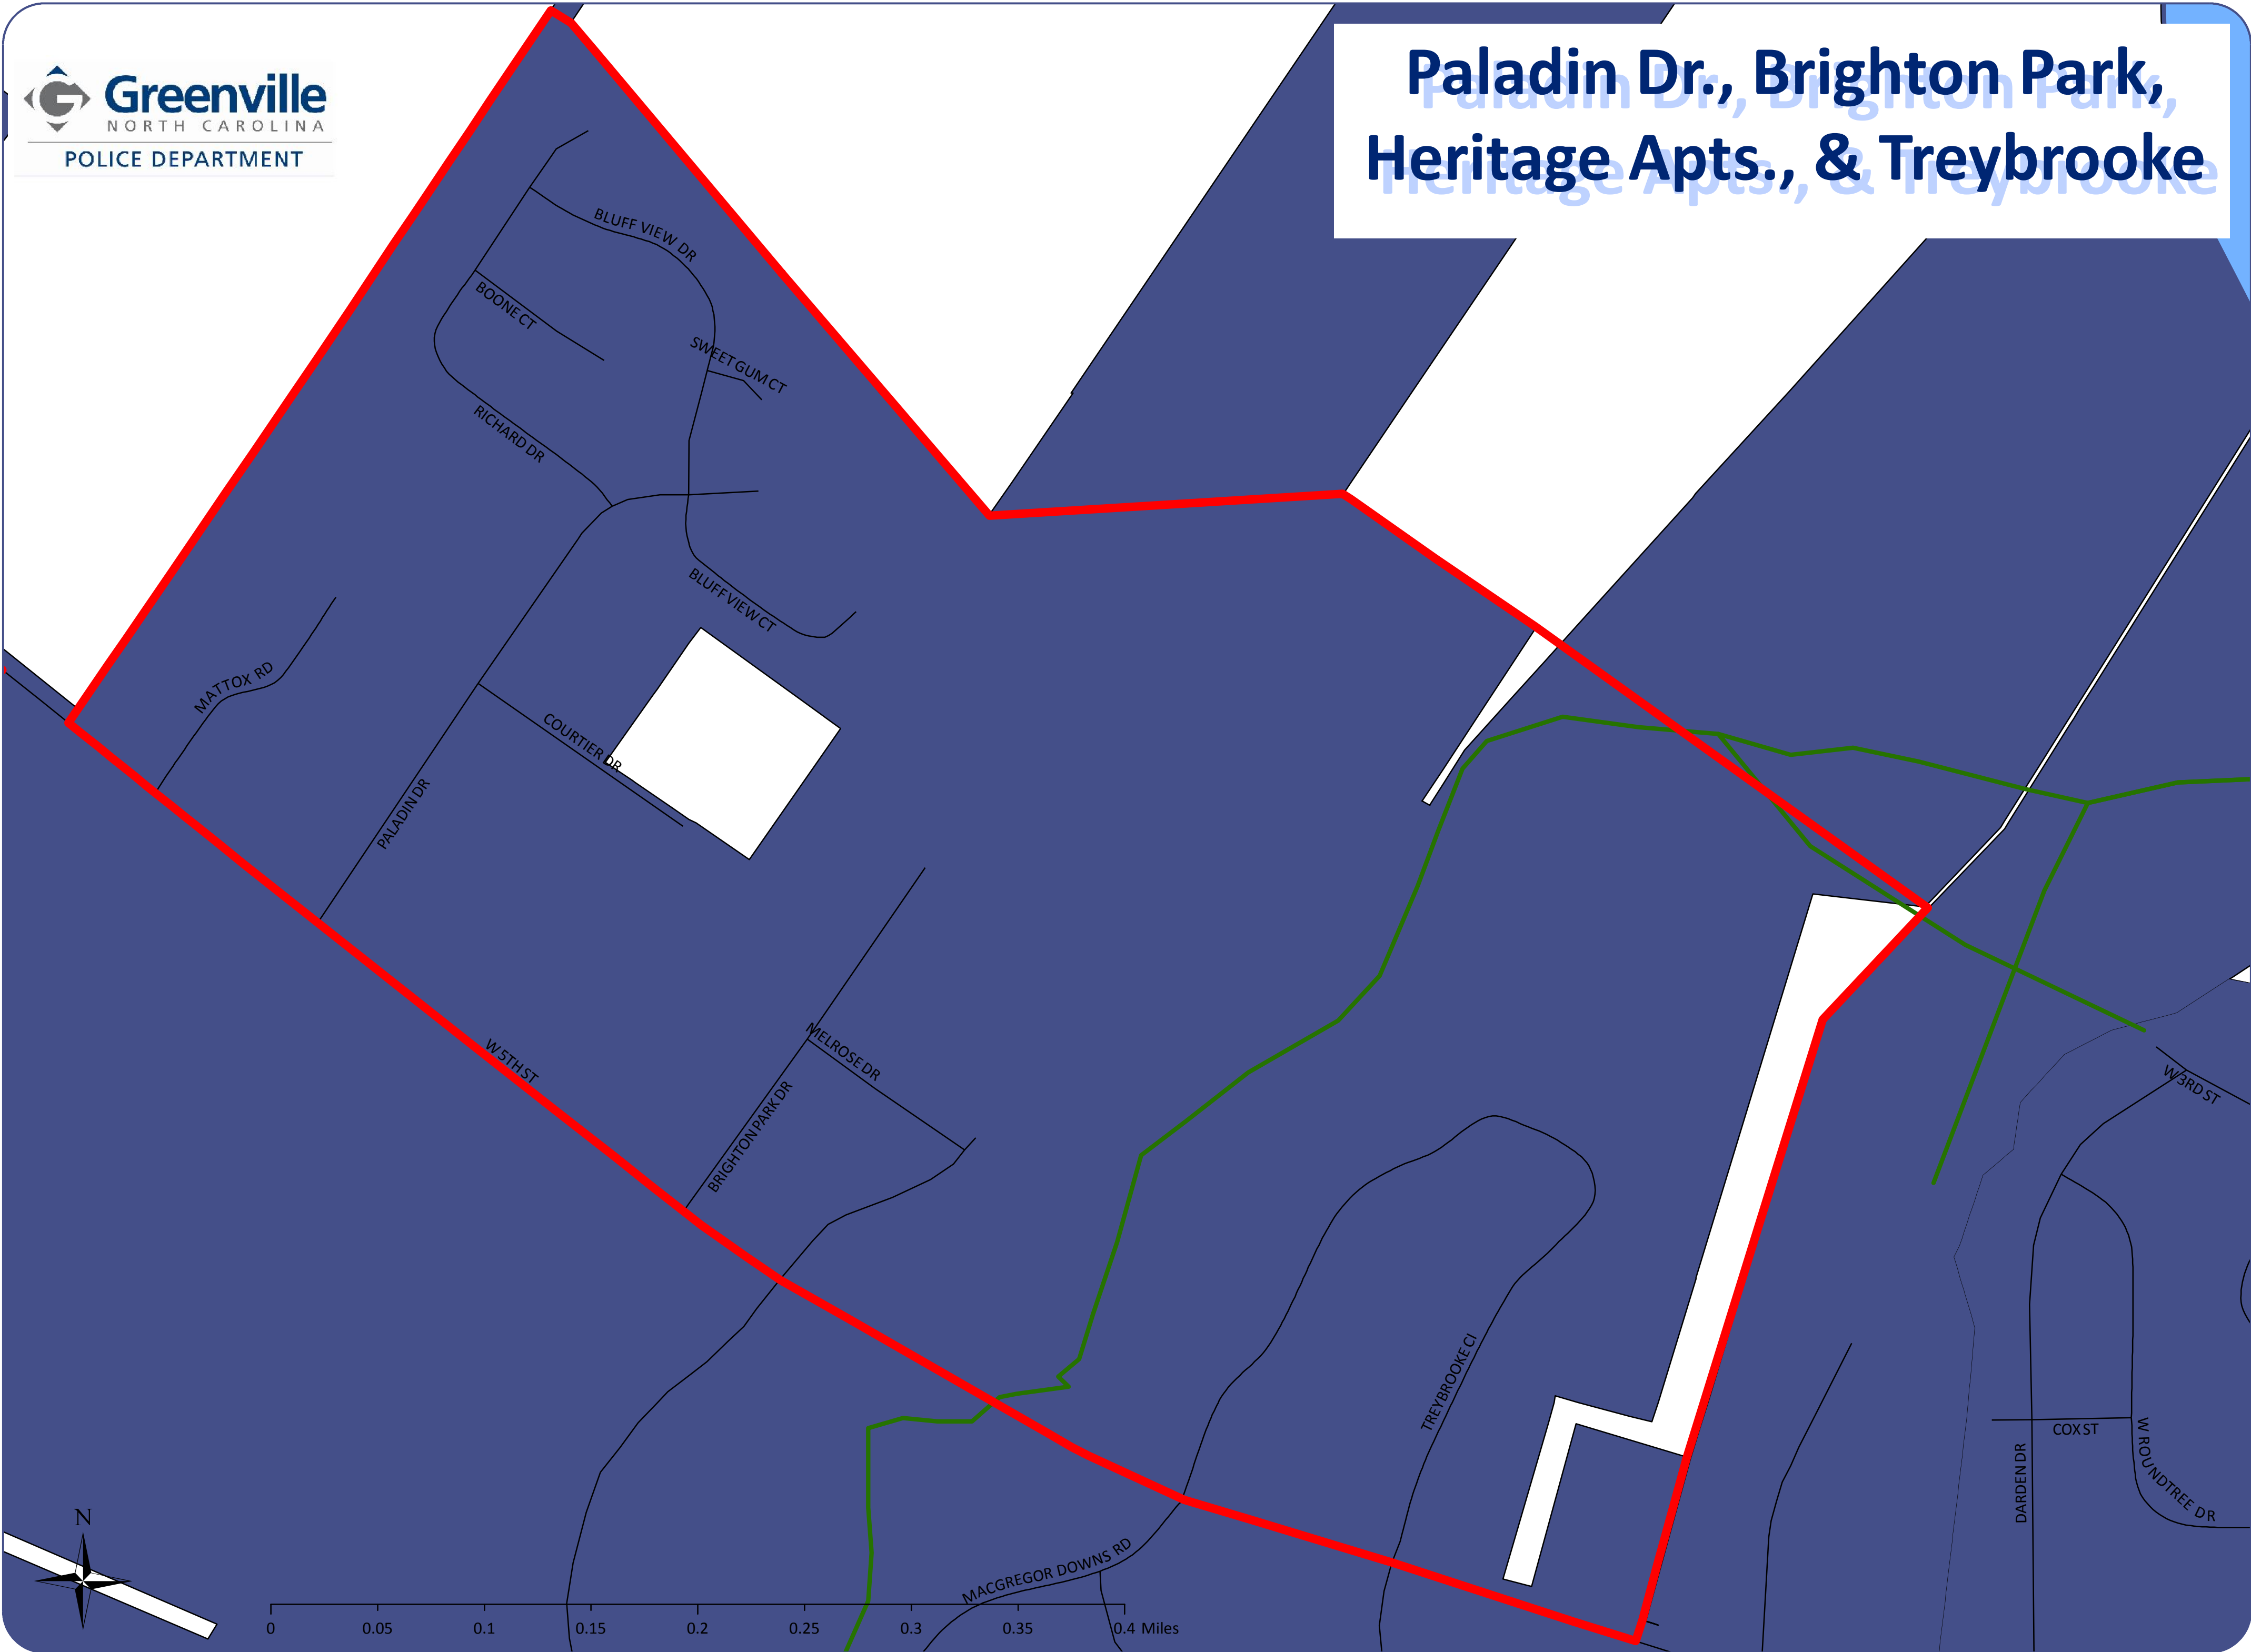 Greenville
NORTH CAROLINA
POLICE DEPARTMENT
Paladin Dr., Brighton Park,
Heritage Apts., & Treybrooke
BLUFF VIEW DR
BOONE CT
SWEET GUM CT
RICHARD DR
BLUFF VIEW CT
MATTOX RD
COURTIER DR
PALADIN DR
W 5TH ST
MELROSE DR
BRIGHTON PARK DR
W 3RD ST
TREYBROOKE CI
COX ST
DARDEN DR
W ROUNDTREE DR
MACGREGOR DOWNS RD
N
0 0.05 0.1 0.15 0.2 0.25 0.3 0.35 0.4 Miles